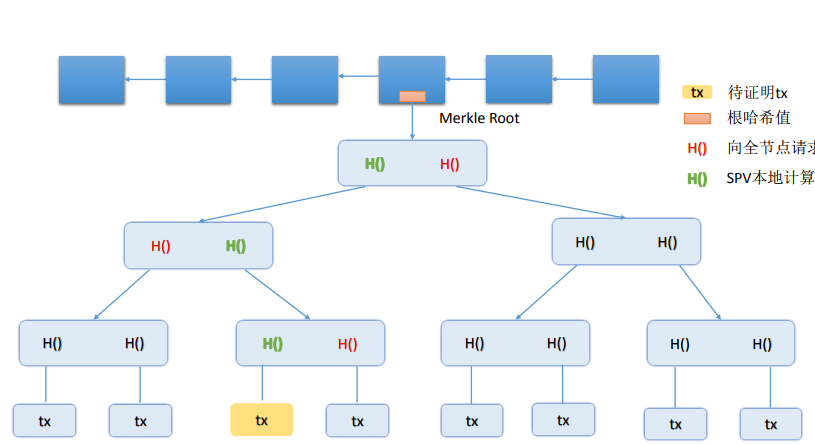 Merkle Root
tx 待证明tx
根哈希值
H() 向全节点请求
H() SPV本地计算
H() H()
H() H()
H() H()
H() H()
H() H()
H() H()
H() H()
tx tx tx tx tx tx tx tx